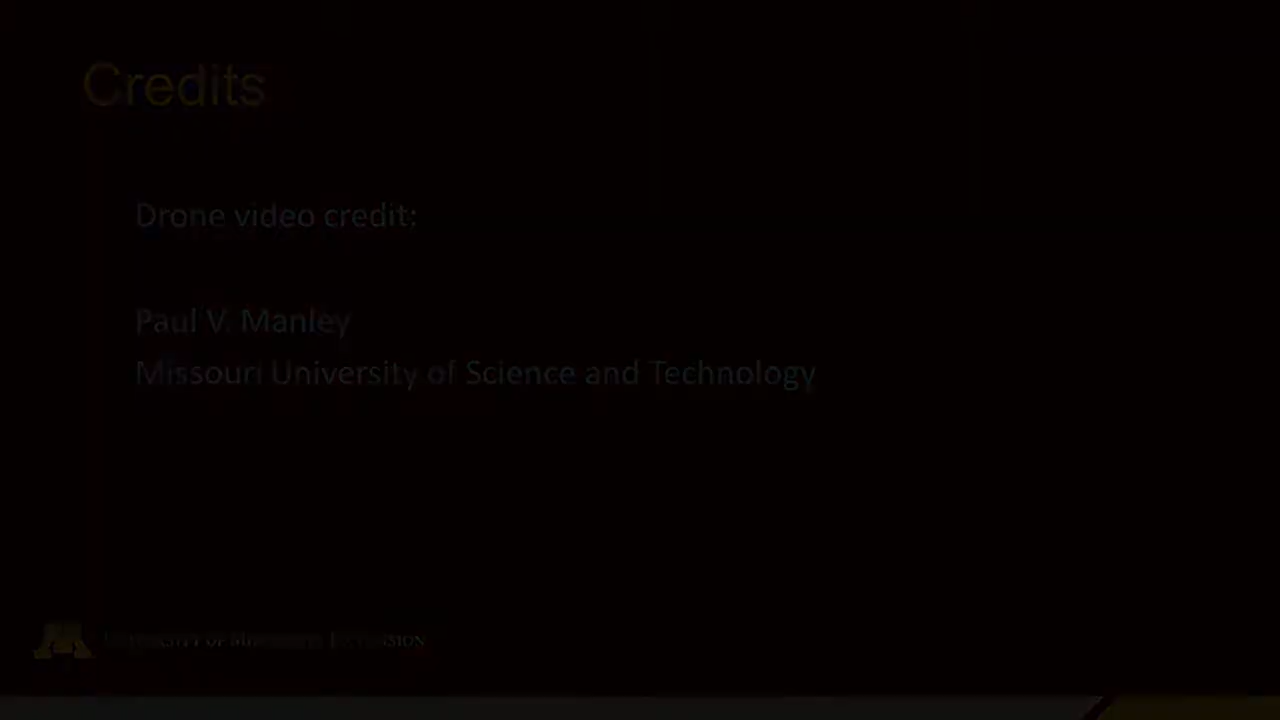 Credits
Drone video credit:
Paul V. Manley
Missouri University of Science and Technology
University of Minnesota Extension